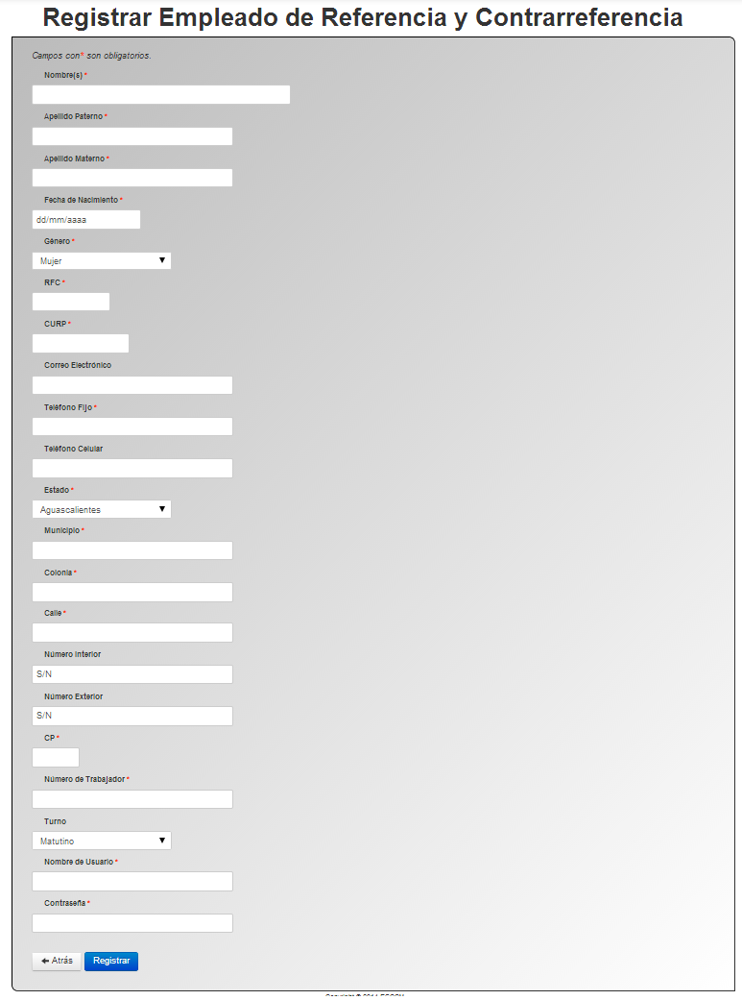 Registrar Empleado de Referencia y Contrarreferencia
Campos con* son obligatorios.
Nombre(s) *
Apellido Paterno *
Apellido Materno *
Fecha de Nacimiento *
dd/mm/aaaa
Género *
Mujer ▼
RFC *
CURP *
Correo Electrónico
Teléfono Fijo *
Teléfono Celular
Estado *
Aguascalientes ▼
Municipio *
Colonia *
Calle *
Número Interior
S/N
Número Exterior
S/N
CP *
Número de Trabajador *
Turno
Matutino ▼
Nombre de Usuario *
Contraseña *
Atrás Registrar